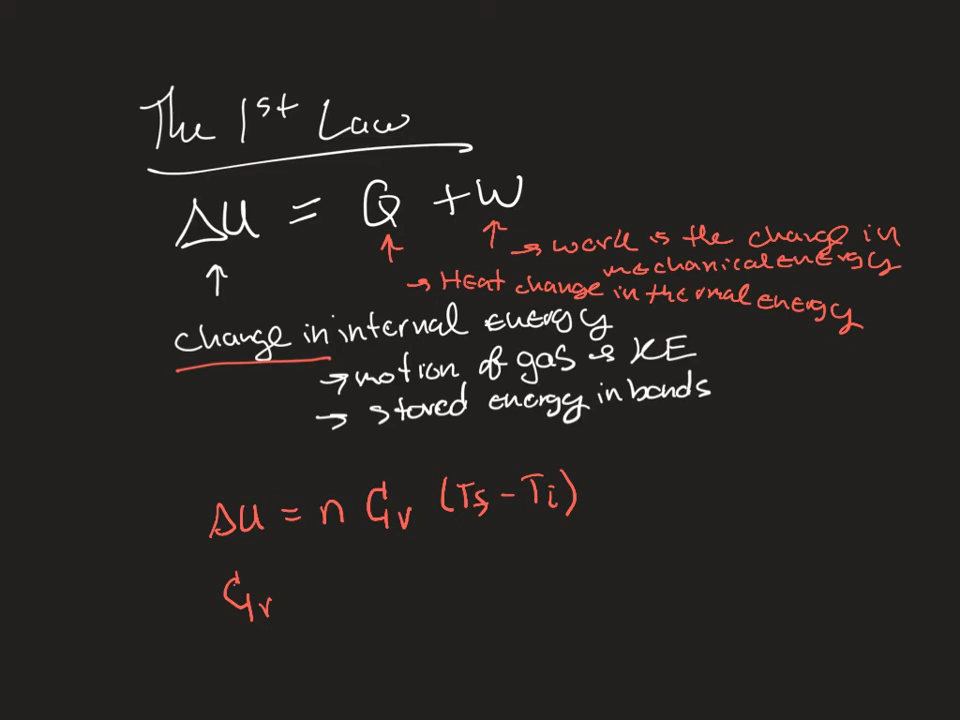 The 1st Law
ΔU = Q + W
→ work is the change in
mechanical energy
→ Heat change in thermal energy
change in internal energy
→ motion of gas is KE
→ stored energy in bonds
ΔU = n Cv (Tf - Ti)
Cv